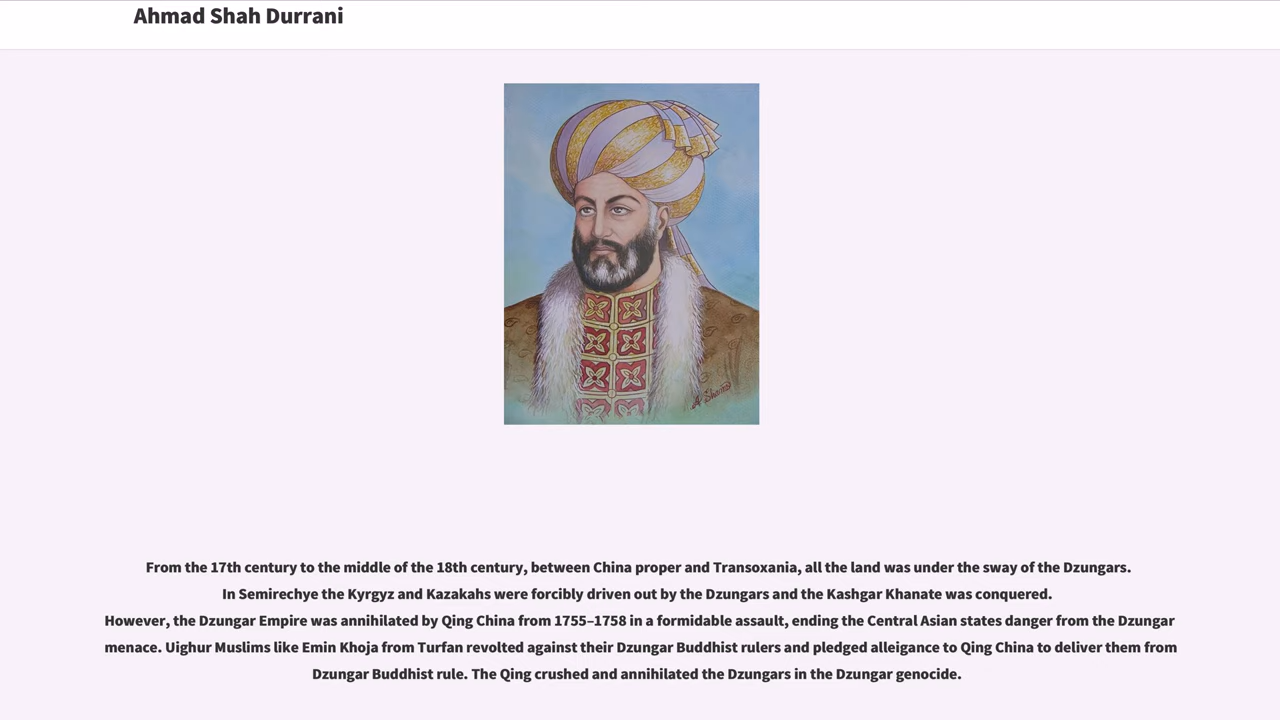 Ahmad Shah Durrani
From the 17th century to the middle of the 18th century, between China proper and Transoxania, all the land was under the sway of the Dzungars.
In Semirechye the Kyrgyz and Kazakahs were forcibly driven out by the Dzungars and the Kashgar Khanate was conquered.
However, the Dzungar Empire was annihilated by Qing China from 1755–1758 in a formidable assault, ending the Central Asian states danger from the Dzungar
menace. Uighur Muslims like Emin Khoja from Turfan revolted against their Dzungar Buddhist rulers and pledged alleigance to Qing China to deliver them from
Dzungar Buddhist rule. The Qing crushed and annihilated the Dzungars in the Dzungar genocide.